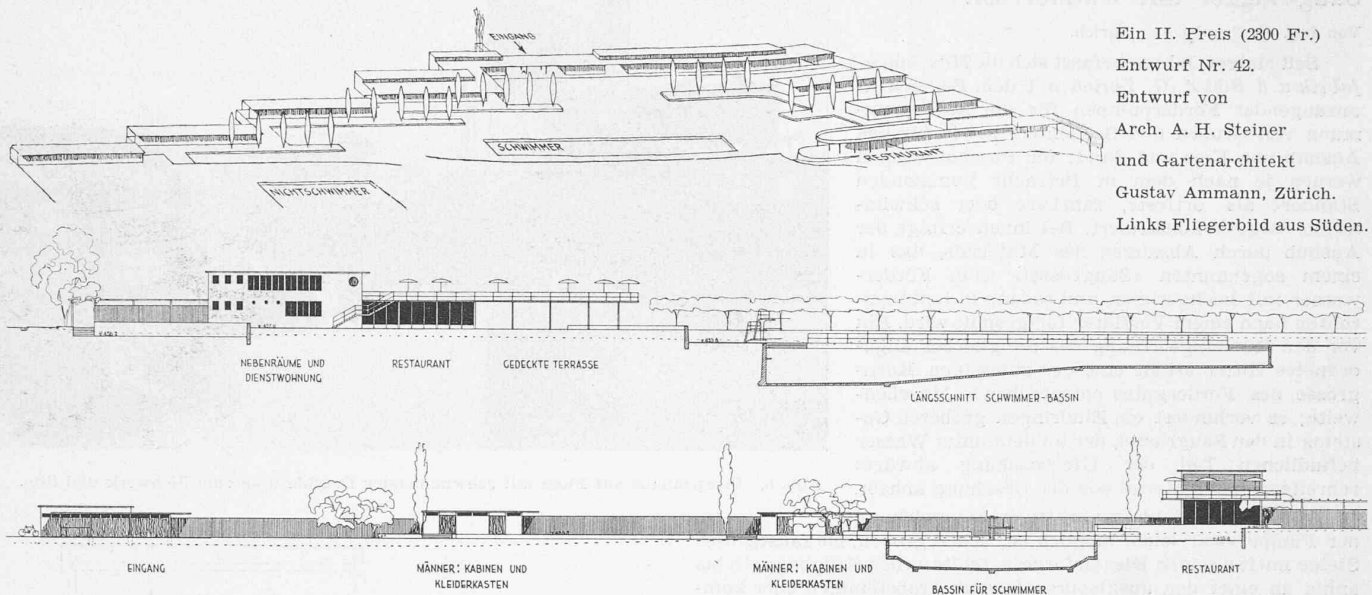 Ein II. Preis (2300 Fr.)
Entwurf Nr. 42.
Entwurf von
Arch. A. H. Steiner
und Gartenarchitekt
Gustav Ammann, Zürich.
Links Fliegerbild aus Süden.
EINGANG
SCHWIMMER
RESTAURANT
NICHTSCHWIMMER
NEBENRÄUME UND
DIENSTWOHNUNG
RESTAURANT
GEDECKTE TERRASSE
LÄNGSSCHNITT SCHWIMMER-BASSIN
EINGANG
MÄNNER: KABINEN UND
KLEIDERKASTEN
MÄNNER: KABINEN UND
KLEIDERKASTEN
BASSIN FÜR SCHWIMMER
RESTAURANT